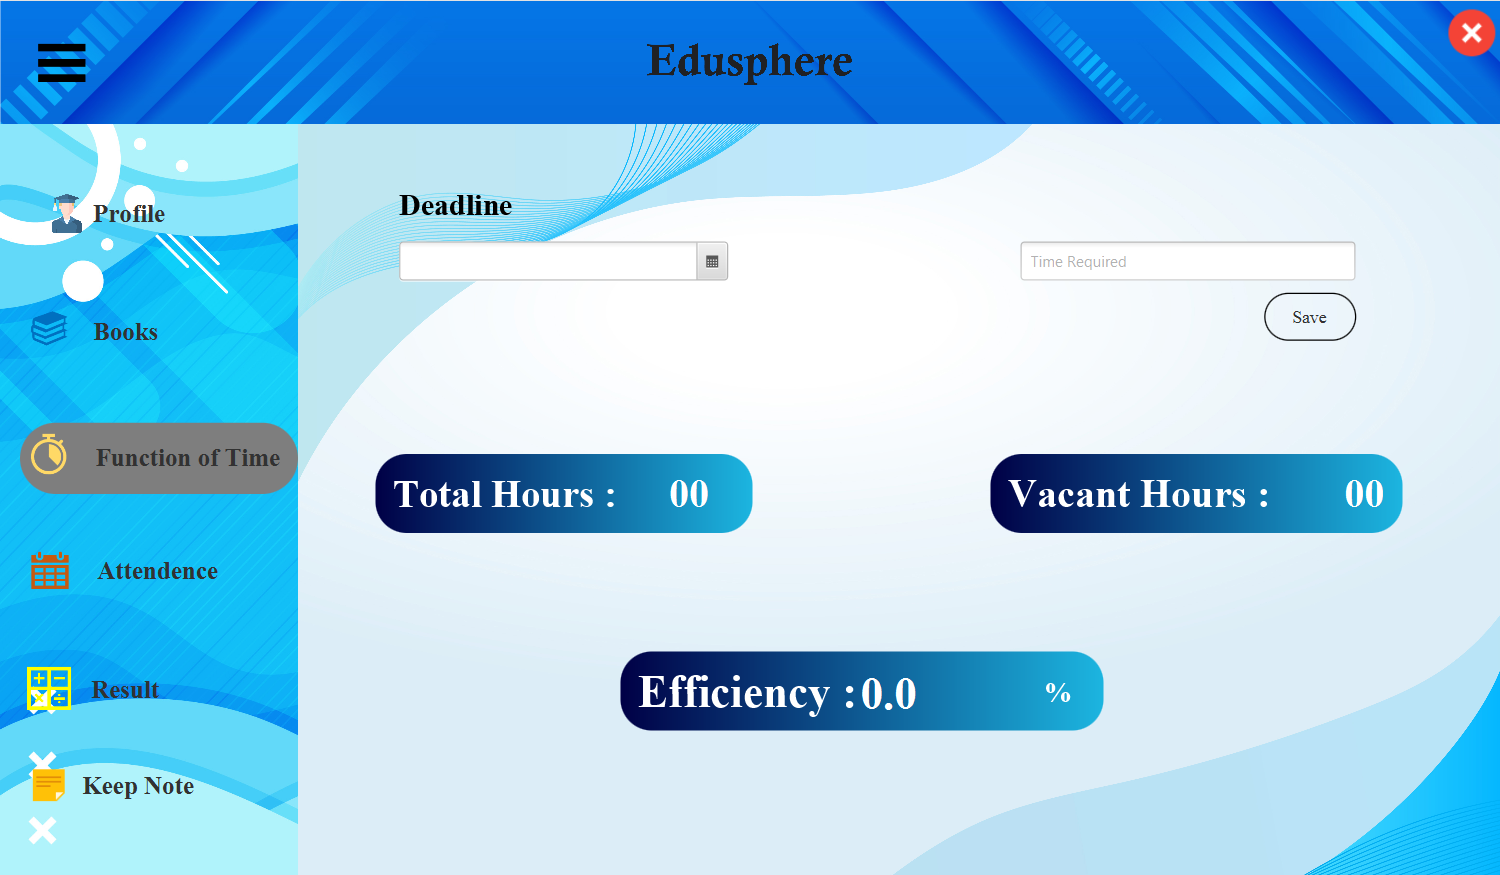 Edusphere
Profile
Books
Function of Time
Attendence
Result
Keep Note
Deadline
Time Required
Save
Total Hours : 00
Vacant Hours : 00
Efficiency : 0.0 %